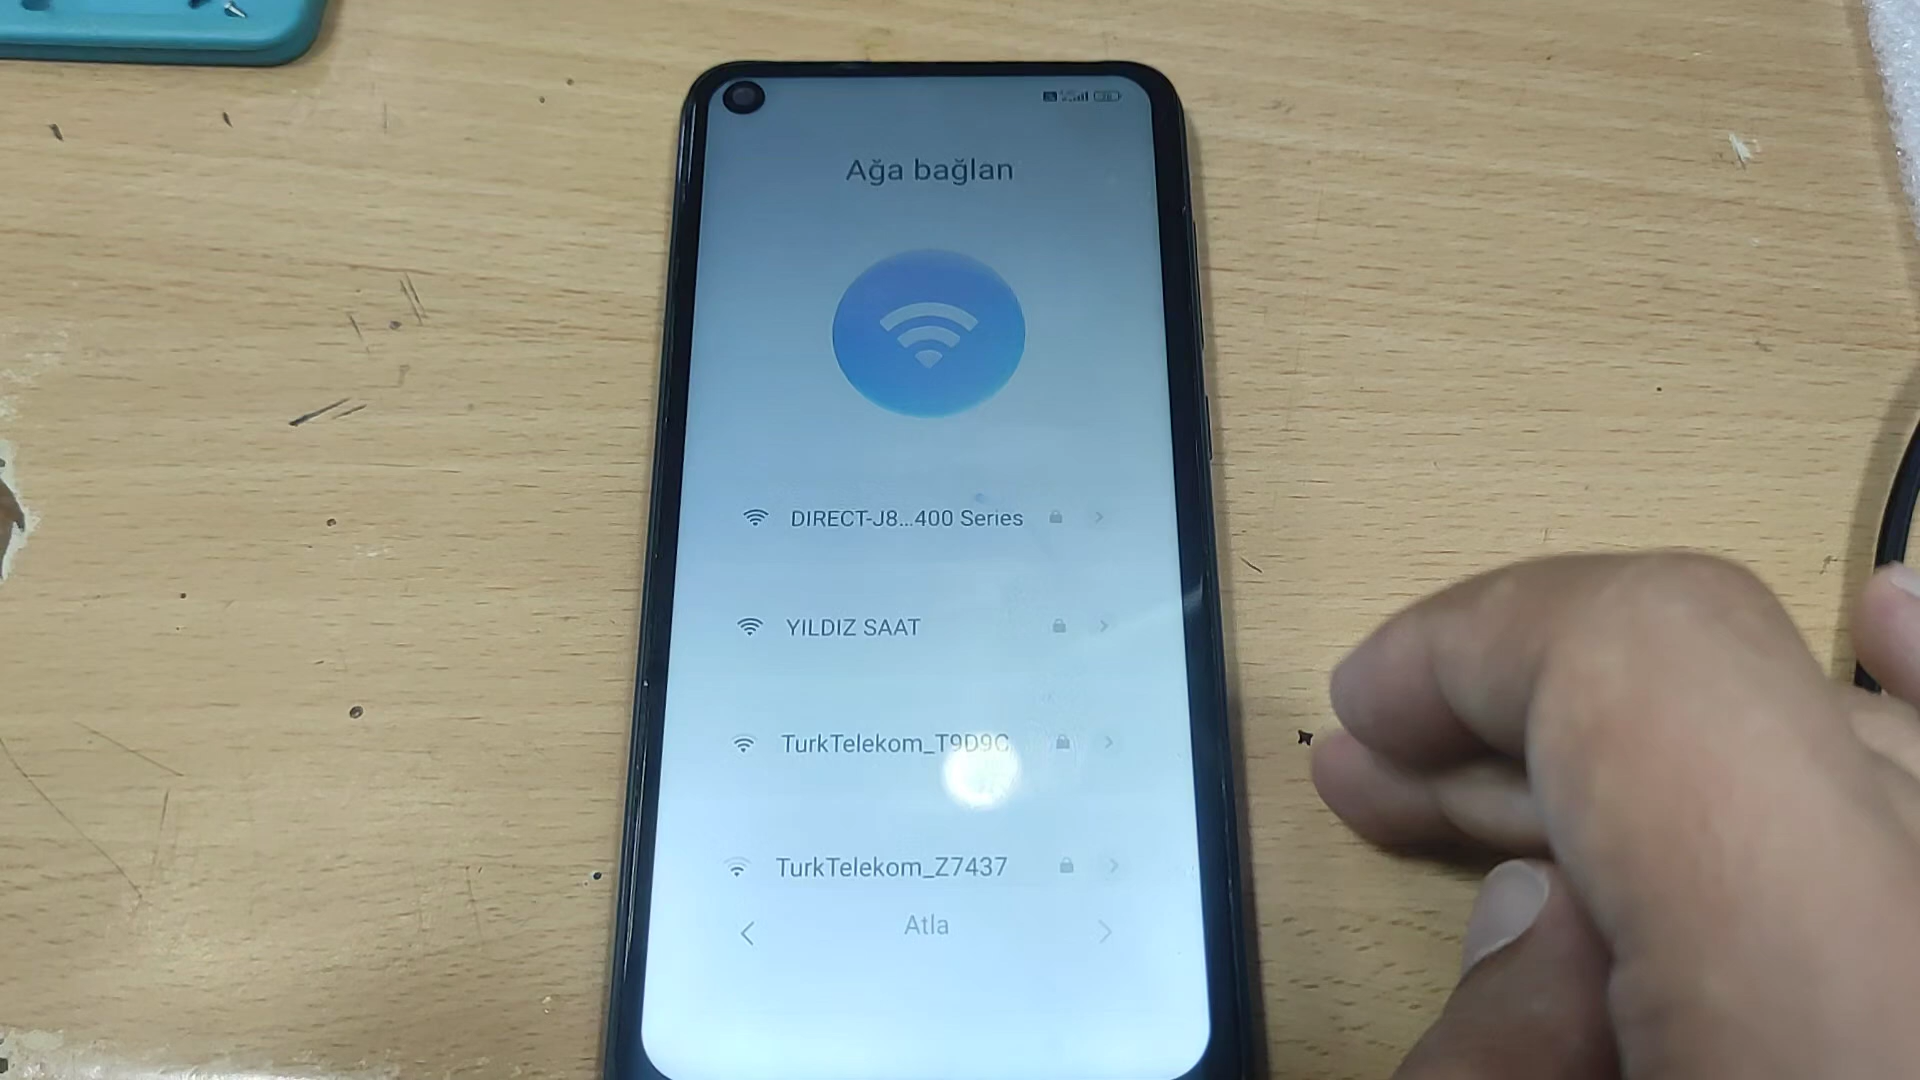 Ağa bağlan
DIRECT-J8...400 Series
YILDIZ SAAT
TurkTelekom_T9D9C
TurkTelekom_Z7437
Atla